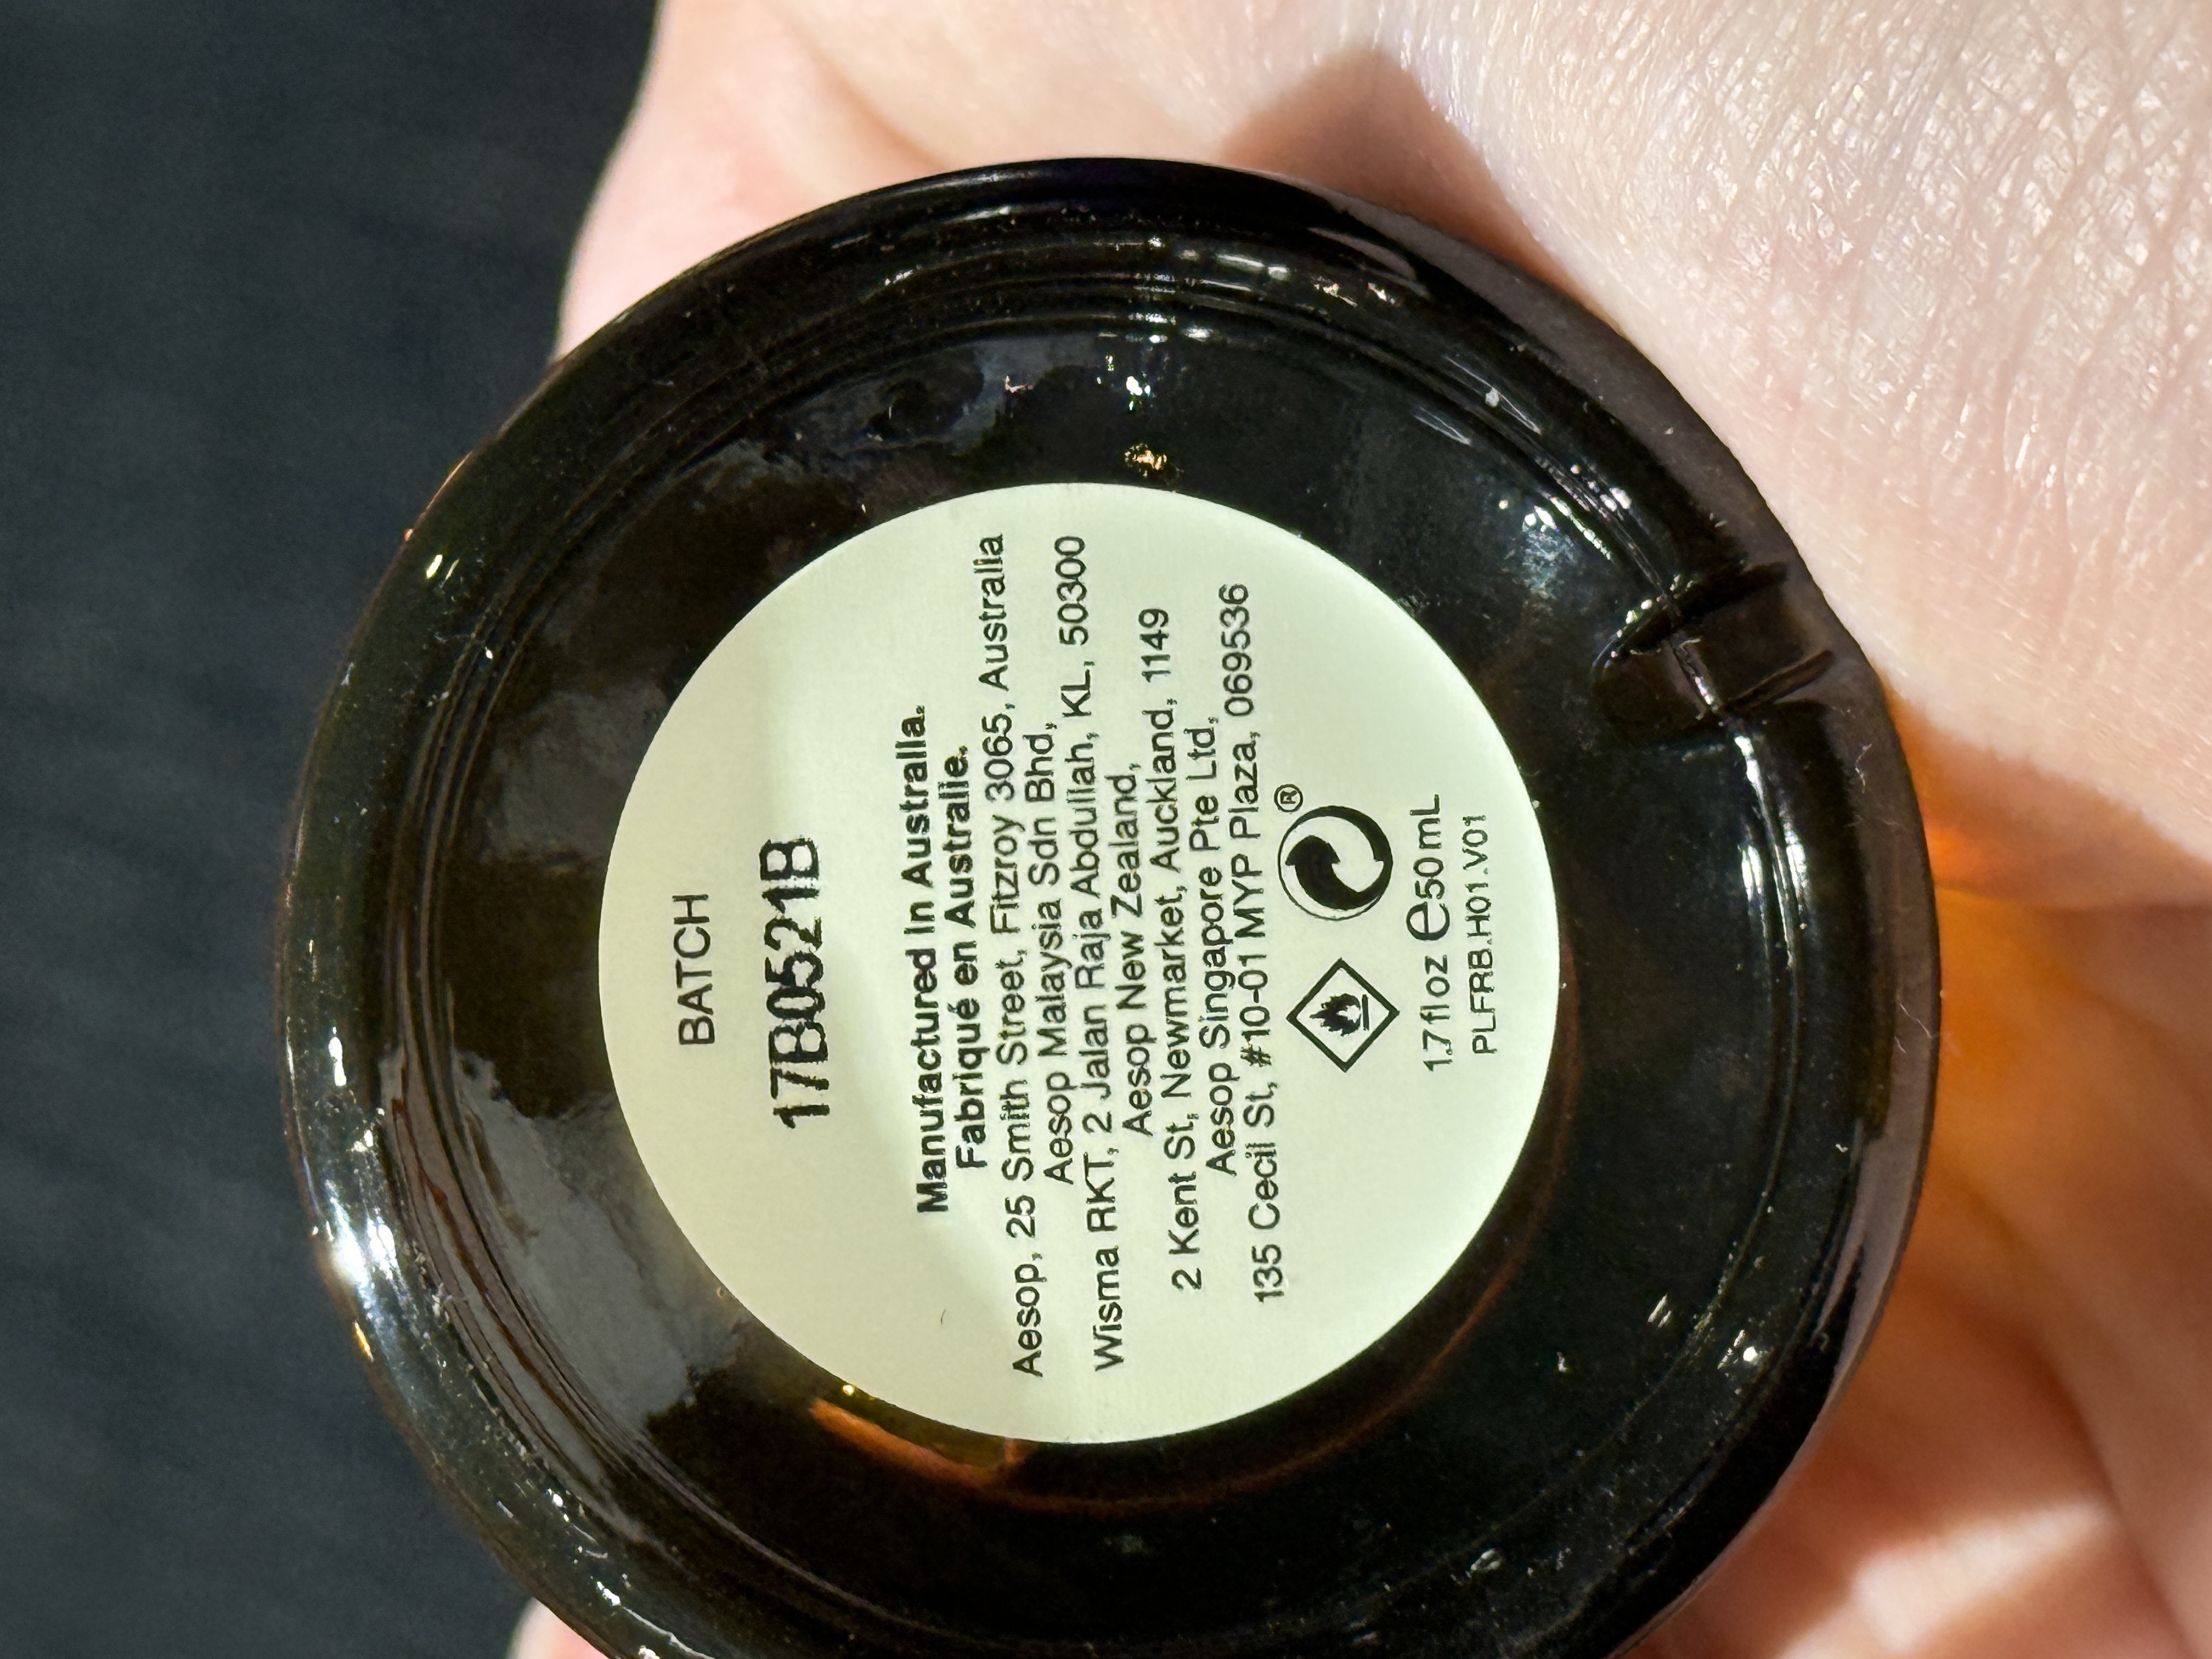 BATCH
17B0521B
Manufactured in Australia.
Fabriqué en Australie.
Aesop, 25 Smith Street, Fitzroy 3065, Australia
Aesop Malaysia Sdn Bhd,
Wisma RKT, 2 Jalan Raja Abdullah, KL, 50300
Aesop New Zealand,
2 Kent St, Newmarket, Auckland, 1149
Aesop Singapore Pte Ltd,
135 Cecil St, #10-01 MYP Plaza, 069536
®
1.7 fl oz e 50 mL
PLFRB.H01.V01